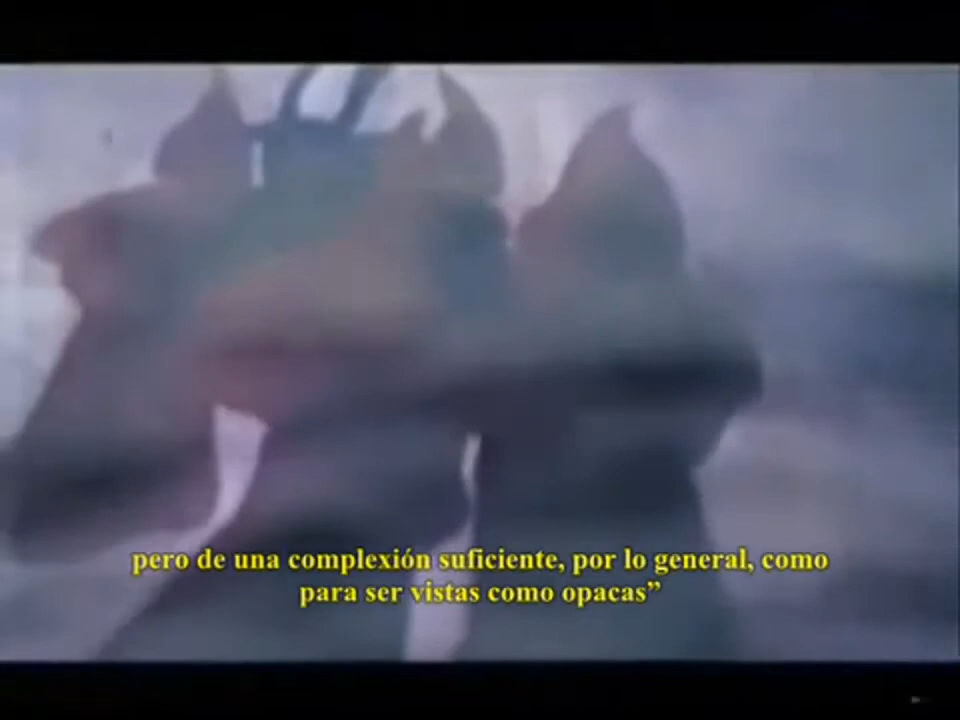 pero de una complexión suficiente, por lo general, como
para ser vistas como opacas”